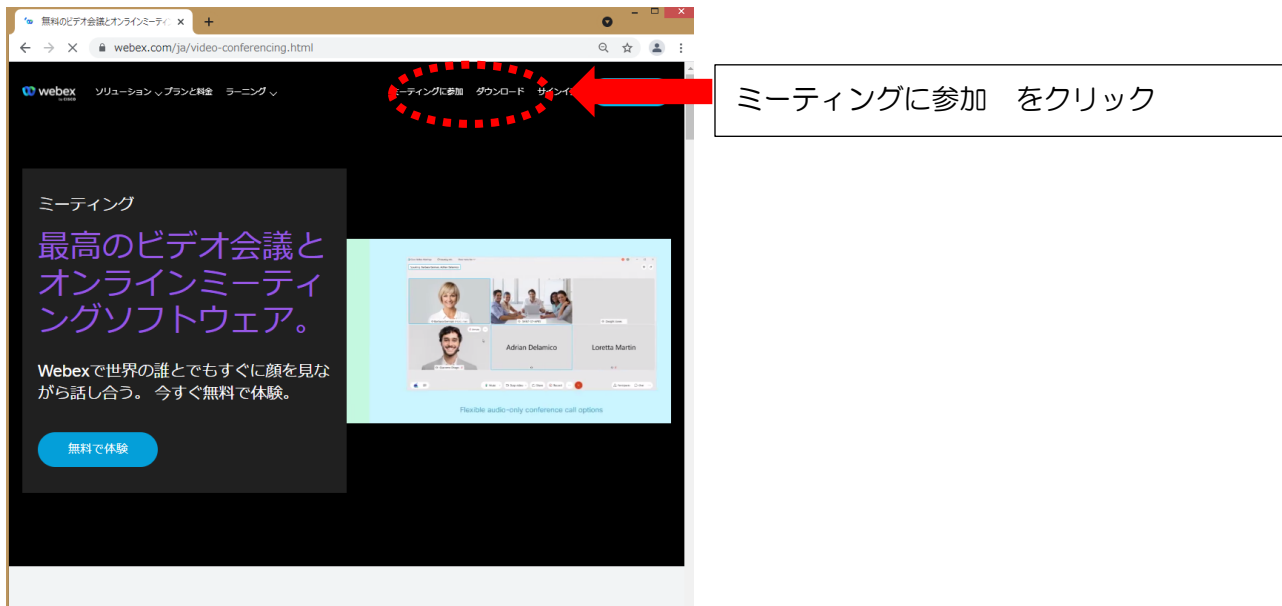 無料のビデオ会議とオンラインミーティ
webex.com/ja/video-conferencing.html
webex ソリューション プランと料金 ラーニング ミーティングに参加 ダウンロード
by CISCO
ミーティングに参加 をクリック
ミーティング
最高のビデオ会議と
オンラインミーティ
ングソフトウェア。
Webexで世界の誰とでもすぐに顔を見な
がら話し合う。 今すぐ無料で体験。
無料で体験
Adrian Delamico
Loretta Martin
Flexible audio-only conference call options